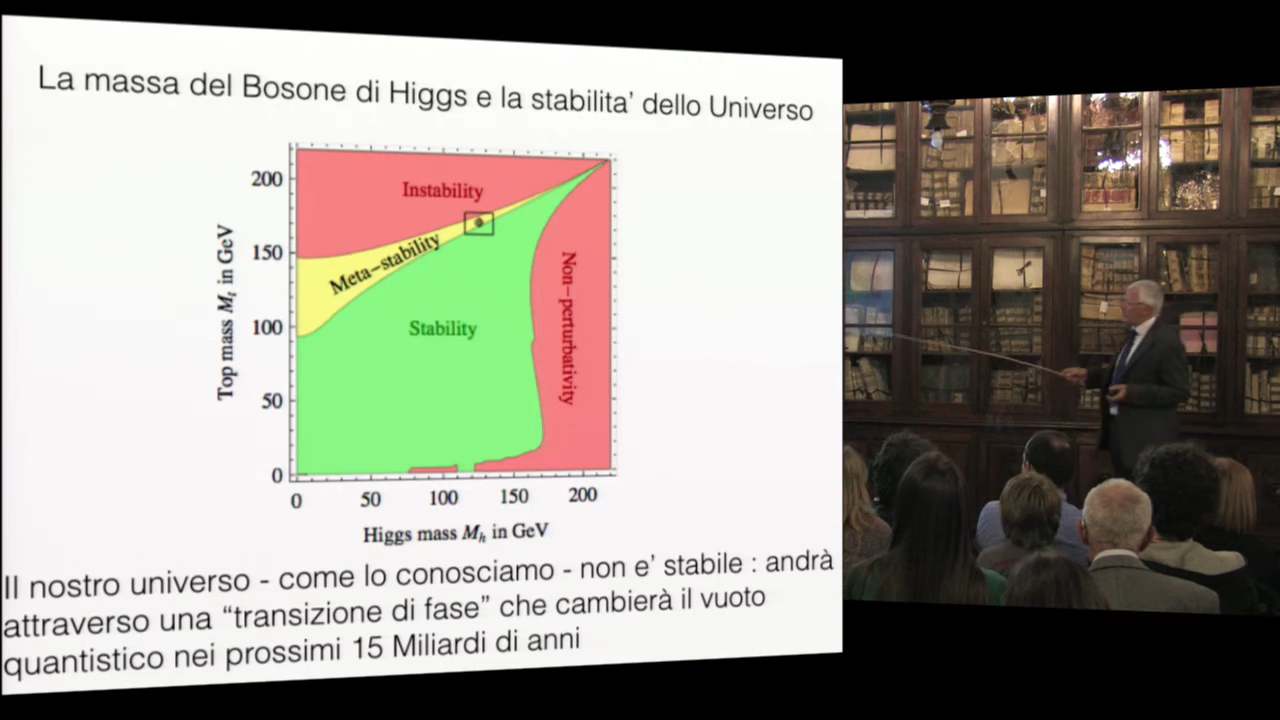 La massa del Bosone di Higgs e la stabilita' dello Universo
Instability
Meta-stability
Stability
Non-perturbativity
Top mass Mt in GeV
200
150
100
50
0
0 50 100 150 200
Higgs mass Mh in GeV
Il nostro universo - come lo conosciamo - non e' stabile : andrà
attraverso una “transizione di fase” che cambierà il vuoto
quantistico nei prossimi 15 Miliardi di anni